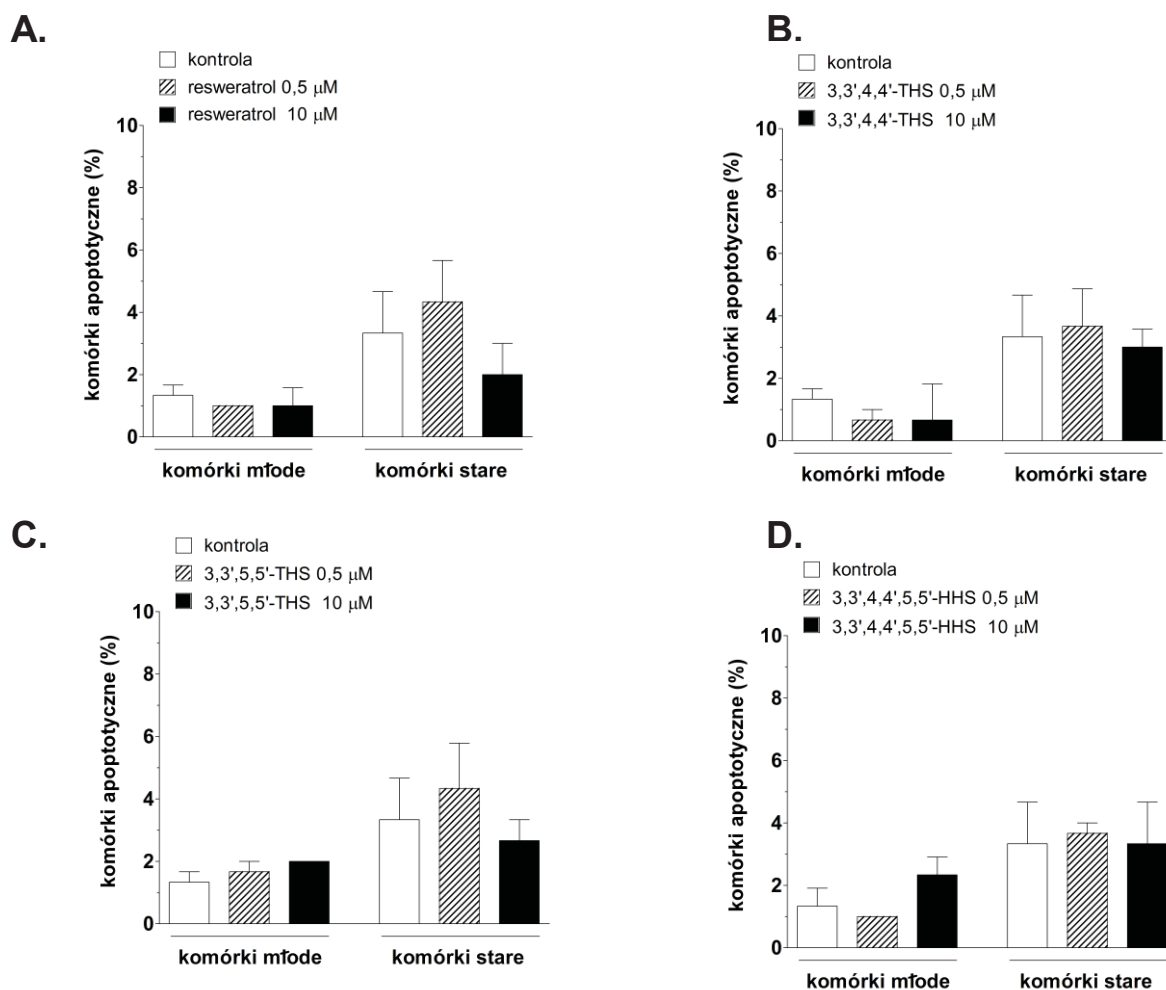 A.
kontrola
resweratrol 0,5 μM
resweratrol 10 μM
komórki apoptotyczne (%)
10
8
6
4
2
0
komórki młode
komórki stare
B.
kontrola
3,3',4,4'-THS 0,5 μM
3,3',4,4'-THS 10 μM
komórki apoptotyczne (%)
10
8
6
4
2
0
komórki młode
komórki stare
C.
kontrola
3,3',5,5'-THS 0,5 μM
3,3',5,5'-THS 10 μM
komórki apoptotyczne (%)
10
8
6
4
2
0
komórki młode
komórki stare
D.
kontrola
3,3',4,4',5,5'-HHS 0,5 μM
3,3',4,4',5,5'-HHS 10 μM
komórki apoptotyczne (%)
10
8
6
4
2
0
komórki młode
komórki stare